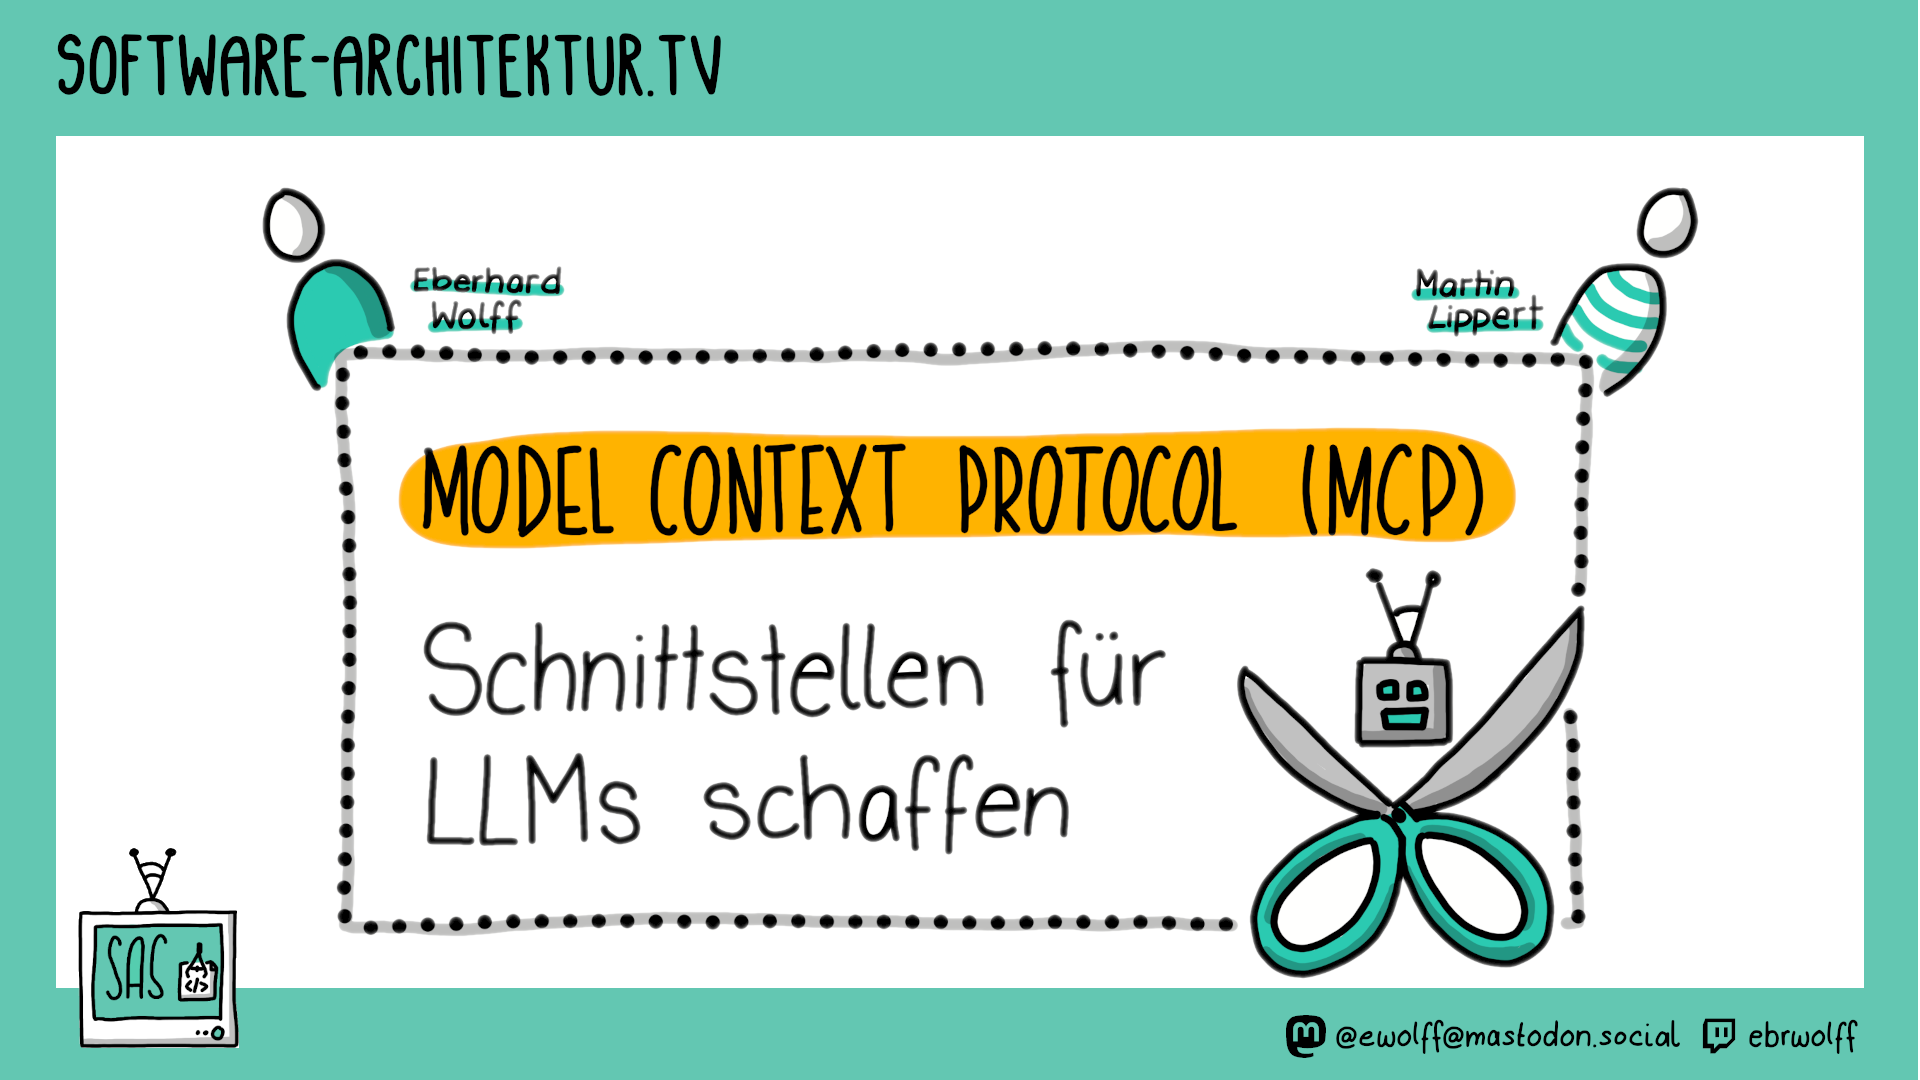 SOFTWARE-ARCHITEKTUR.TV
Eberhard
Wolff
Martin
Lippert
MODEL CONTEXT PROTOCOL (MCP)
Schnittstellen für
LLMs schaffen
SAS
</>
@ewolff@mastodon.social
ebrwolff